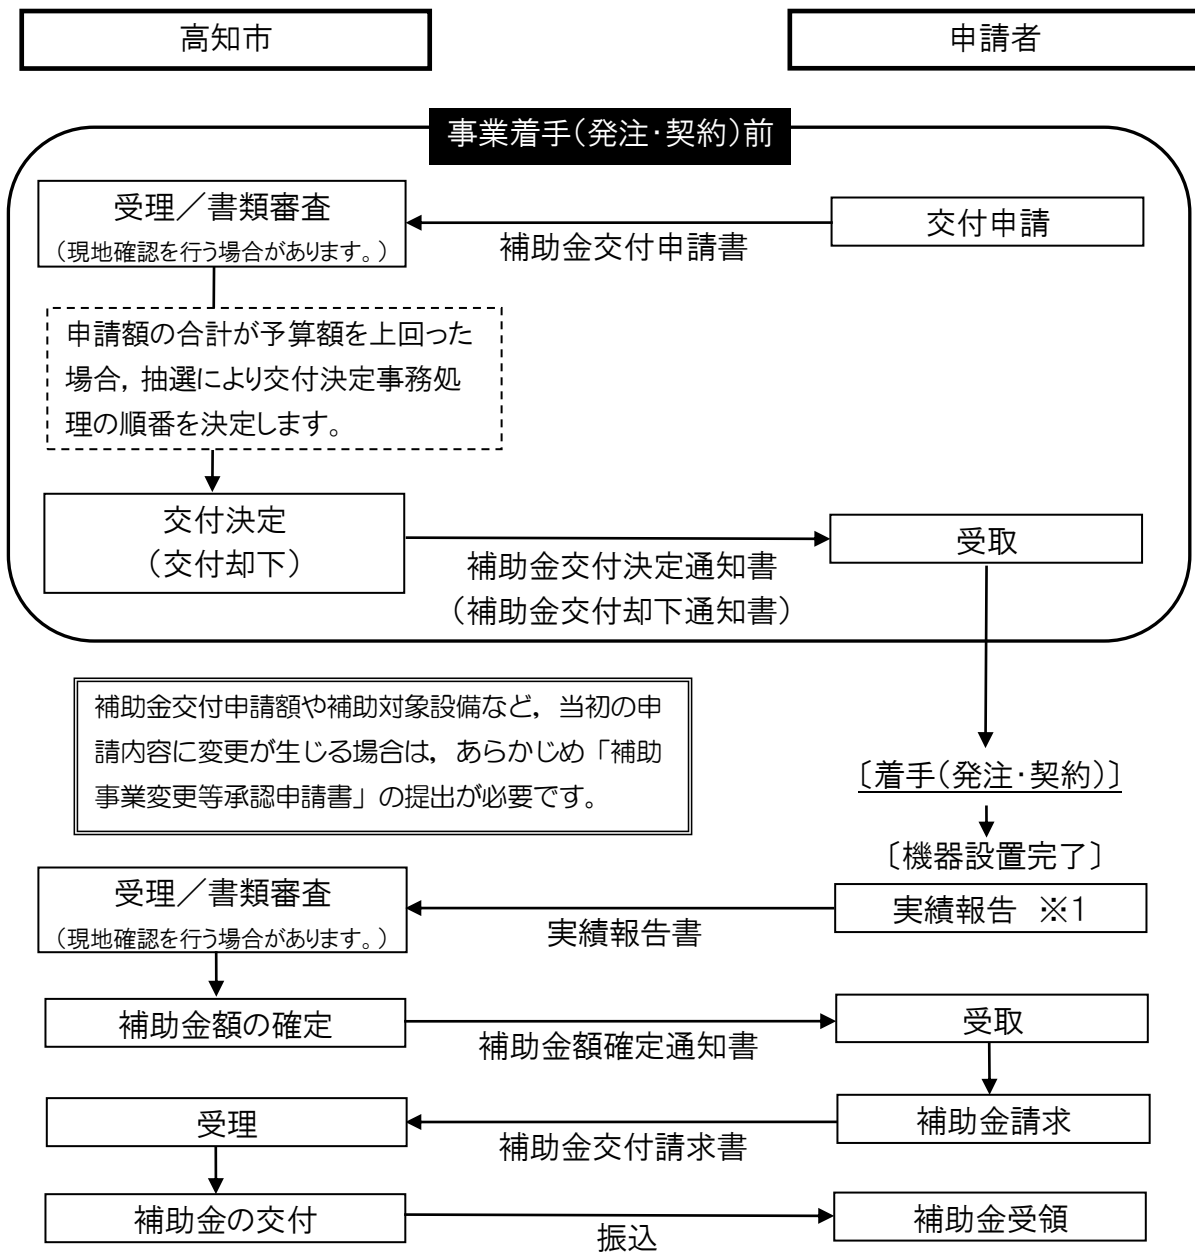 高知市
申請者
事業着手（発注・契約）前
受理／書類審査
（現地確認を行う場合があります。）
交付申請
補助金交付申請書
申請額の合計が予算額を上回った
場合，抽選により交付決定事務処
理の順番を決定します。
交付決定
（交付却下）
受取
補助金交付決定通知書
（補助金交付却下通知書）
補助金交付申請額や補助対象設備など，当初の申
請内容に変更が生じる場合は，あらかじめ「補助
事業変更等承認申請書」の提出が必要です。
〔着手（発注・契約）〕
〔機器設置完了〕
受理／書類審査
（現地確認を行う場合があります。）
実績報告　※1
実績報告書
補助金額の確定
受取
補助金額確定通知書
受理
補助金請求
補助金交付請求書
補助金の交付
補助金受領
振込